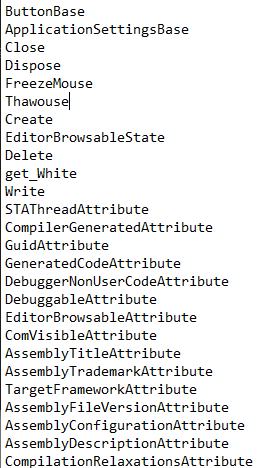 ButtonBase
ApplicationSettingsBase
Close
Dispose
FreezeMouse
Thawouse
Create
EditorBrowsableState
Delete
get_White
Write
STAThreadAttribute
CompilerGeneratedAttribute
GuidAttribute
GeneratedCodeAttribute
DebuggerNonUserCodeAttribute
DebuggableAttribute
EditorBrowsableAttribute
ComVisibleAttribute
AssemblyTitleAttribute
AssemblyTrademarkAttribute
TargetFrameworkAttribute
AssemblyFileVersionAttribute
AssemblyConfigurationAttribute
AssemblyDescriptionAttribute
CompilationRelaxationsAttribute